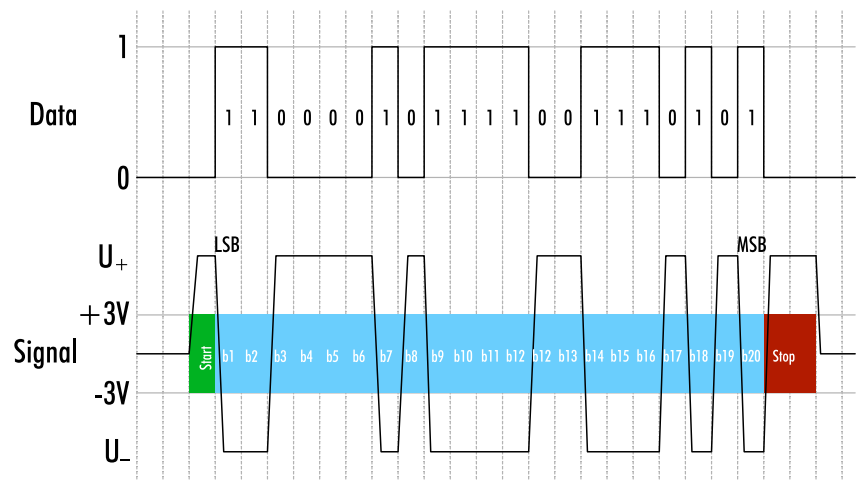 1
Data 1 1 0 0 0 0 1 0 1 1 1 1 0 0 1 1 1 0 1 0 1
0
LSB MSB
U+
+3V
Signal Start b1 b2 b3 b4 b5 b6 b7 b8 b9 b10 b11 b12 b12 b13 b14 b15 b16 b17 b18 b19 b20 Stop
-3V
U_